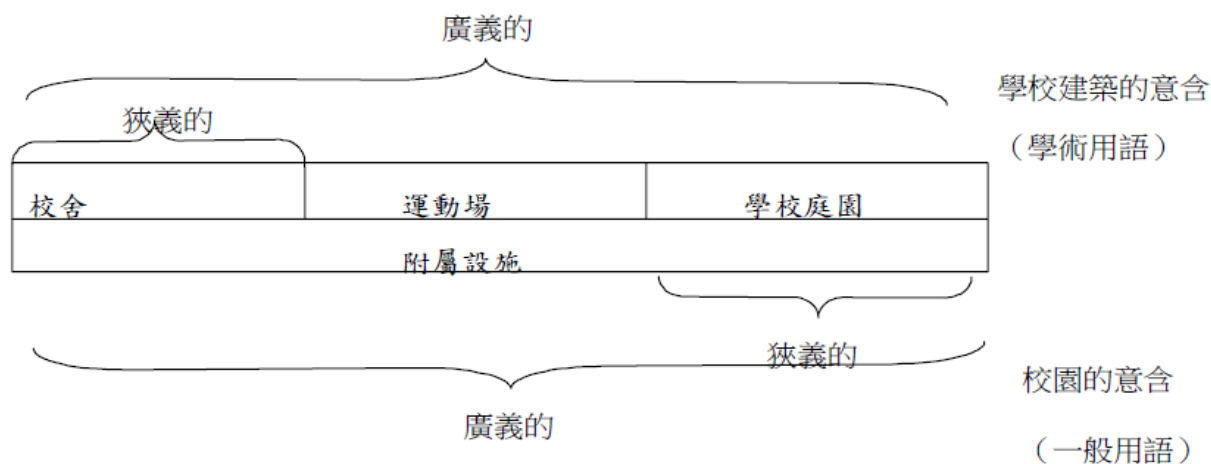 廣義的
學校建築的意含
狹義的
（學術用語）
校舍 運動場 學校庭園
附屬設施
狹義的
校園的意含
廣義的
（一般用語）